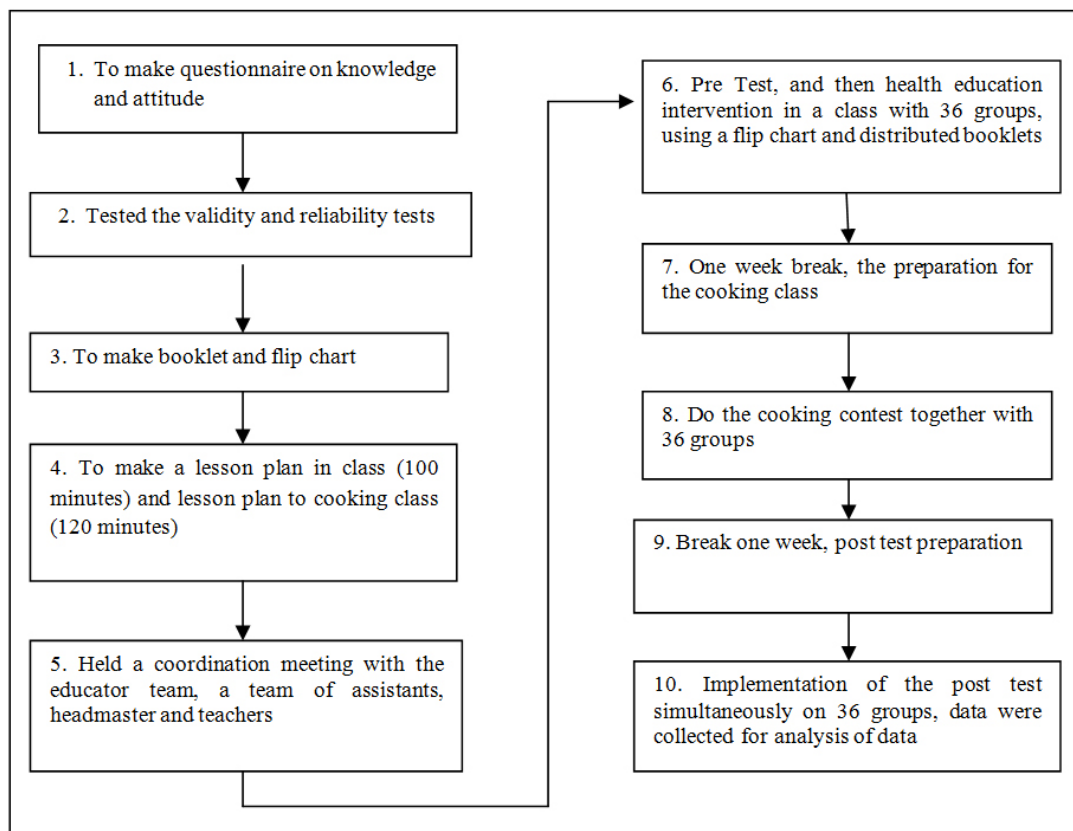 1. To make questionnaire on knowledge
and attitude
2. Tested the validity and reliability tests
3. To make booklet and flip chart
4. To make a lesson plan in class (100
minutes) and lesson plan to cooking class
(120 minutes)
5. Held a coordination meeting with the
educator team, a team of assistants,
headmaster and teachers
6. Pre Test, and then health education
intervention in a class with 36 groups,
using a flip chart and distributed booklets
7. One week break, the preparation for
the cooking class
8. Do the cooking contest together with
36 groups
9. Break one week, post test preparation
10. Implementation of the post test
simultaneously on 36 groups, data were
collected for analysis of data